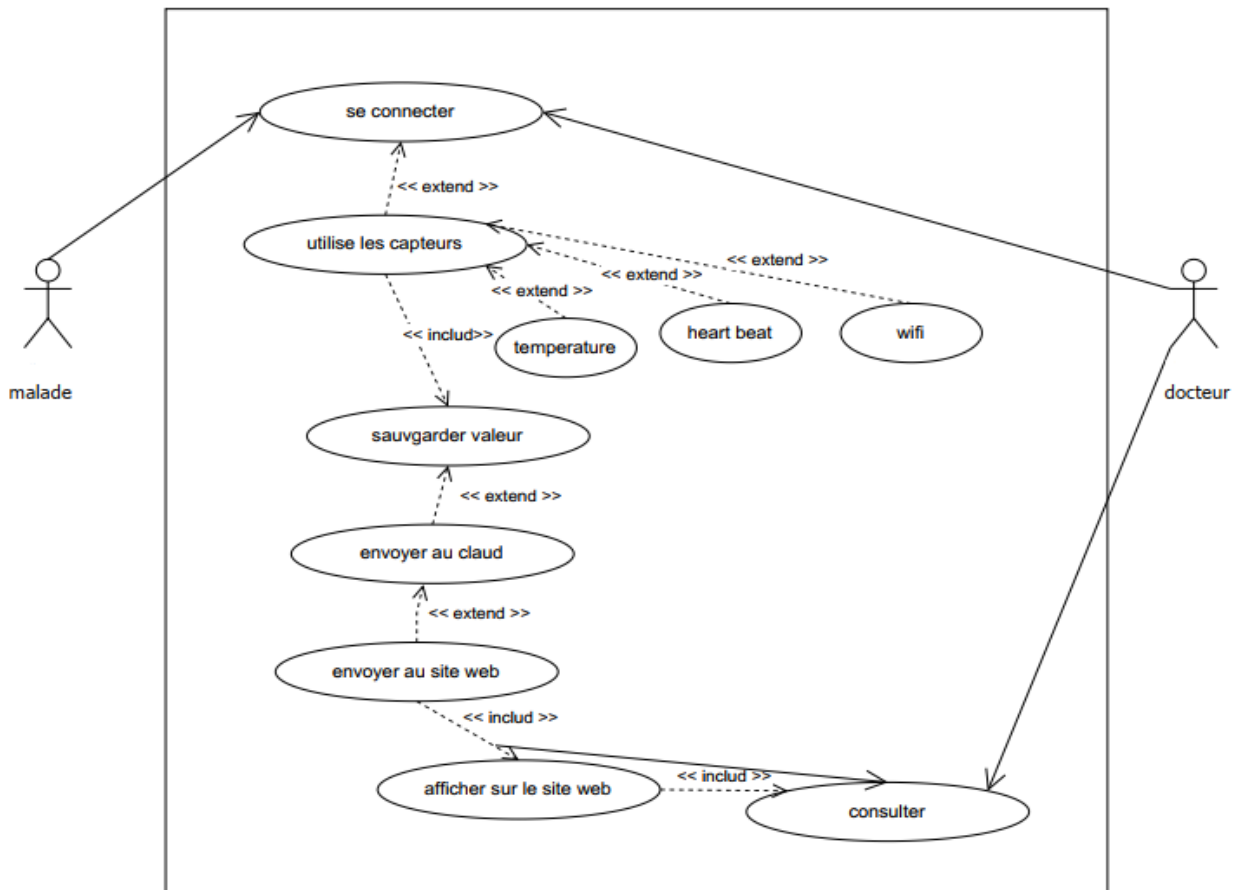 se connecter
<< extend >>
utilise les capteurs
<< extend >>
<< extend >>
<< extend >>
<< includ>>
temperature
heart beat
wifi
malade
docteur
sauvgarder valeur
<< extend >>
envoyer au claud
<< extend >>
envoyer au site web
<< includ >>
afficher sur le site web
<< includ >>
consulter